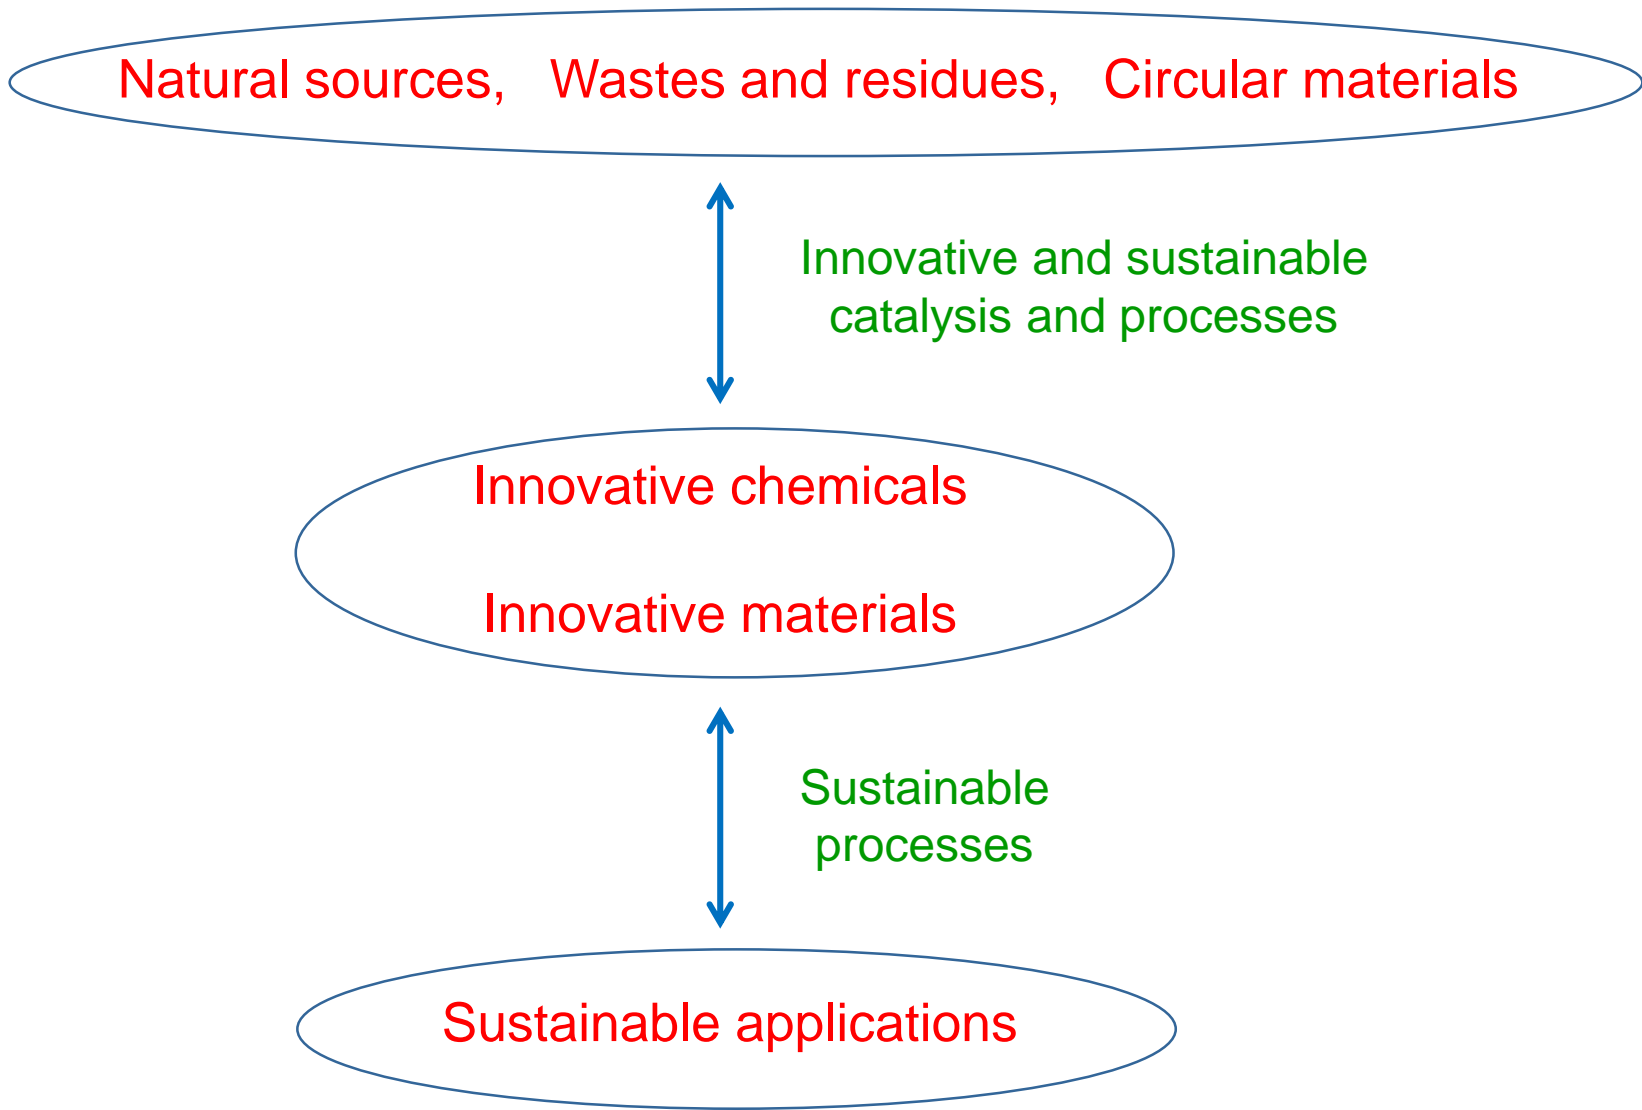 Natural sources, Wastes and residues, Circular materials
Innovative and sustainable
catalysis and processes
Innovative chemicals
Innovative materials
Sustainable
processes
Sustainable applications